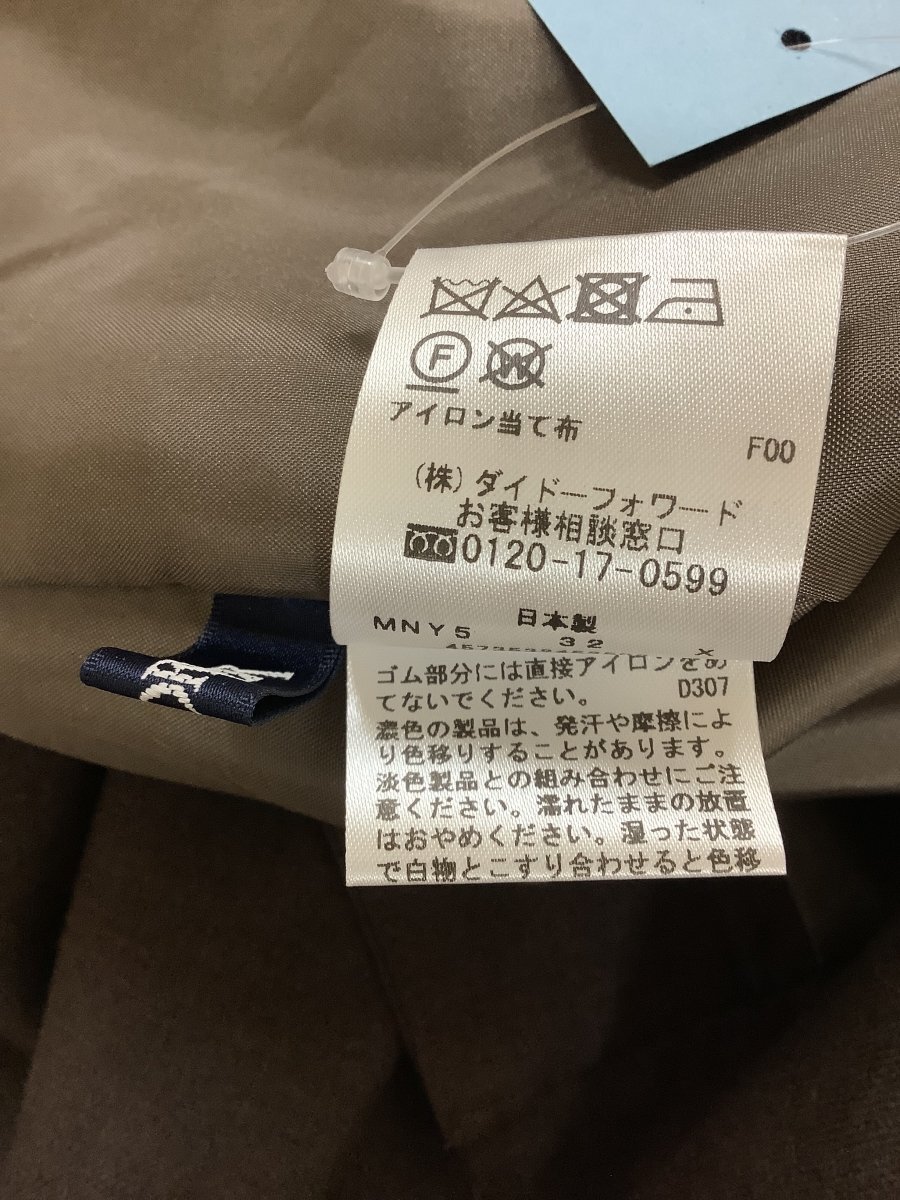 F
W
アイロン当て布
F00
(株)ダイドーフォワード
お客様相談窓口
0120-17-0599
日本製
MNY5 32 X
ゴム部分には直接アイロンをあ
てないでください。 D307
濃色の製品は、発汗や摩擦によ
り色移りすることがあります。
淡色製品との組み合わせにご注
意ください。濡れたままの放置
はおやめください。湿った状態
で白物とこすり合わせると色移